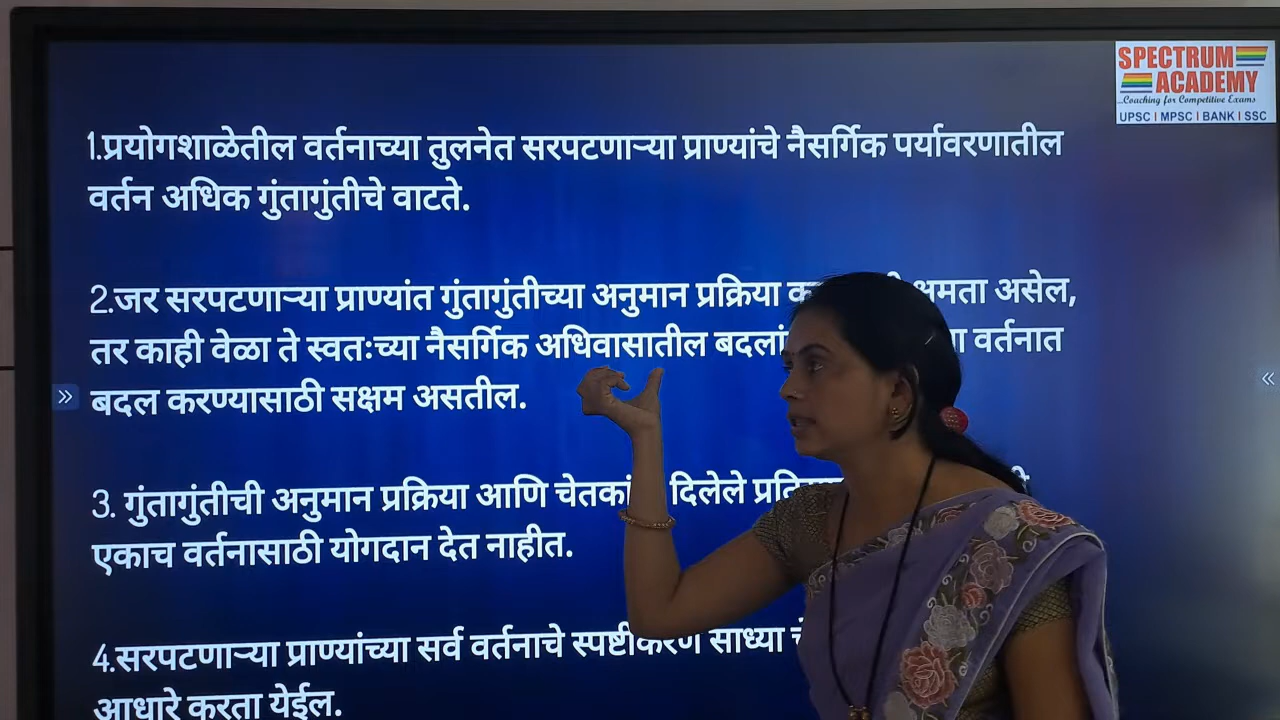 SPECTRUM
ACADEMY
...Coaching for Competitive Exams
UPSC | MPSC | BANK | SSC
1.प्रयोगशाळेतील वर्तनाच्या तुलनेत सरपटणाऱ्या प्राण्यांचे नैसर्गिक पर्यावरणातील
वर्तन अधिक गुंतागुंतीचे वाटते.
2.जर सरपटणाऱ्या प्राण्यांत गुंतागुंतीच्या अनुमान प्रक्रिया क्षमता असेल,
तर काही वेळा ते स्वतःच्या नैसर्गिक अधिवासातील वर्तनात
बदल करण्यासाठी सक्षम असतील.
3. गुंतागुंतीची अनुमान प्रक्रिया आणि दिलेले
एकाच वर्तनासाठी योगदान देत नाहीत.
4.सरपटणाऱ्या प्राण्यांच्या सर्व वर्तनाचे स्पष्टीकरण साध्या
आधारे करता येईल.